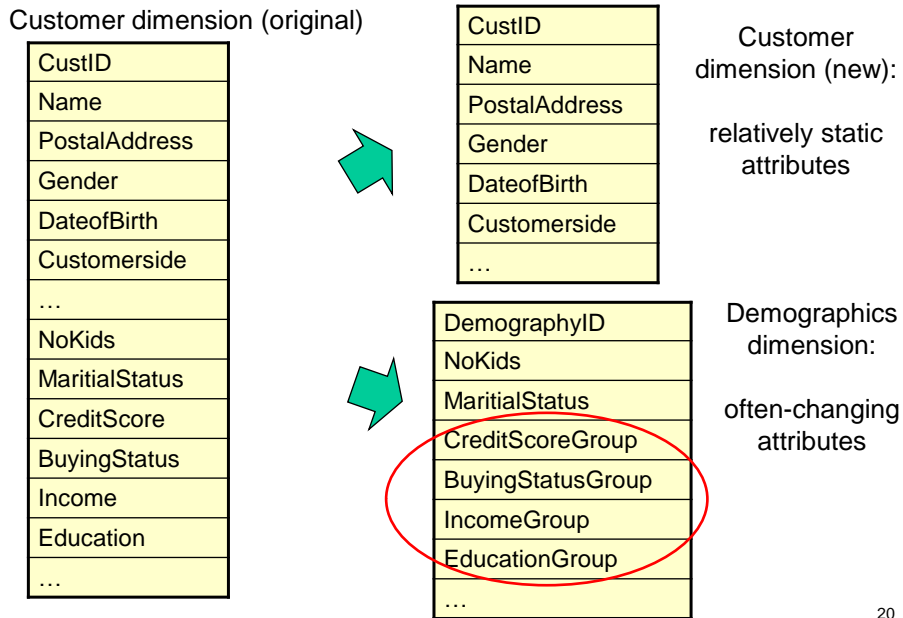 Customer dimension (original)
CustID
Name
PostalAddress
Gender
DateofBirth
Customerside
…
NoKids
MaritialStatus
CreditScore
BuyingStatus
Income
Education
…
CustID
Name
PostalAddress
Gender
DateofBirth
Customerside
…
Customer
dimension (new):
relatively static
attributes
DemographyID
NoKids
MaritialStatus
CreditScoreGroup
BuyingStatusGroup
IncomeGroup
EducationGroup
…
Demographics
dimension:
often-changing
attributes
20